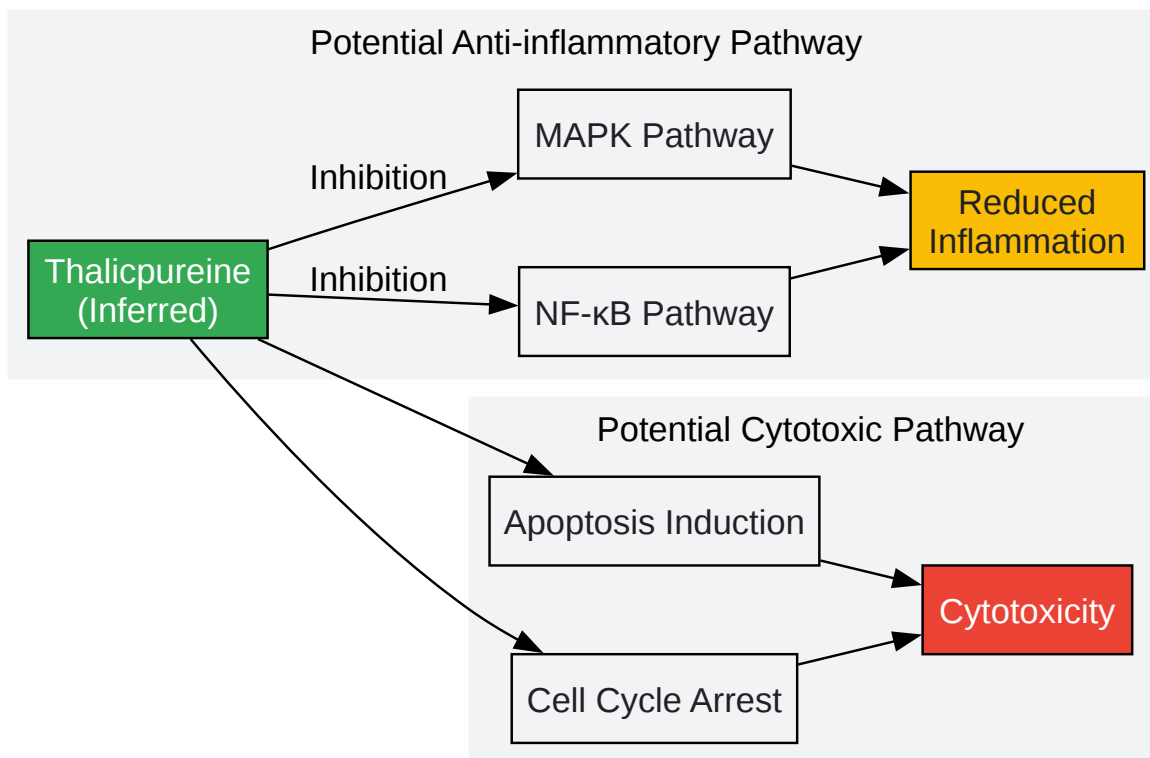 Potential Anti-inflammatory Pathway
MAPK Pathway
Inhibition
Reduced
Inflammation
Thalicpureine
(Inferred)
Inhibition
NF-κB Pathway
Potential Cytotoxic Pathway
Apoptosis Induction
Cytotoxicity
Cell Cycle Arrest